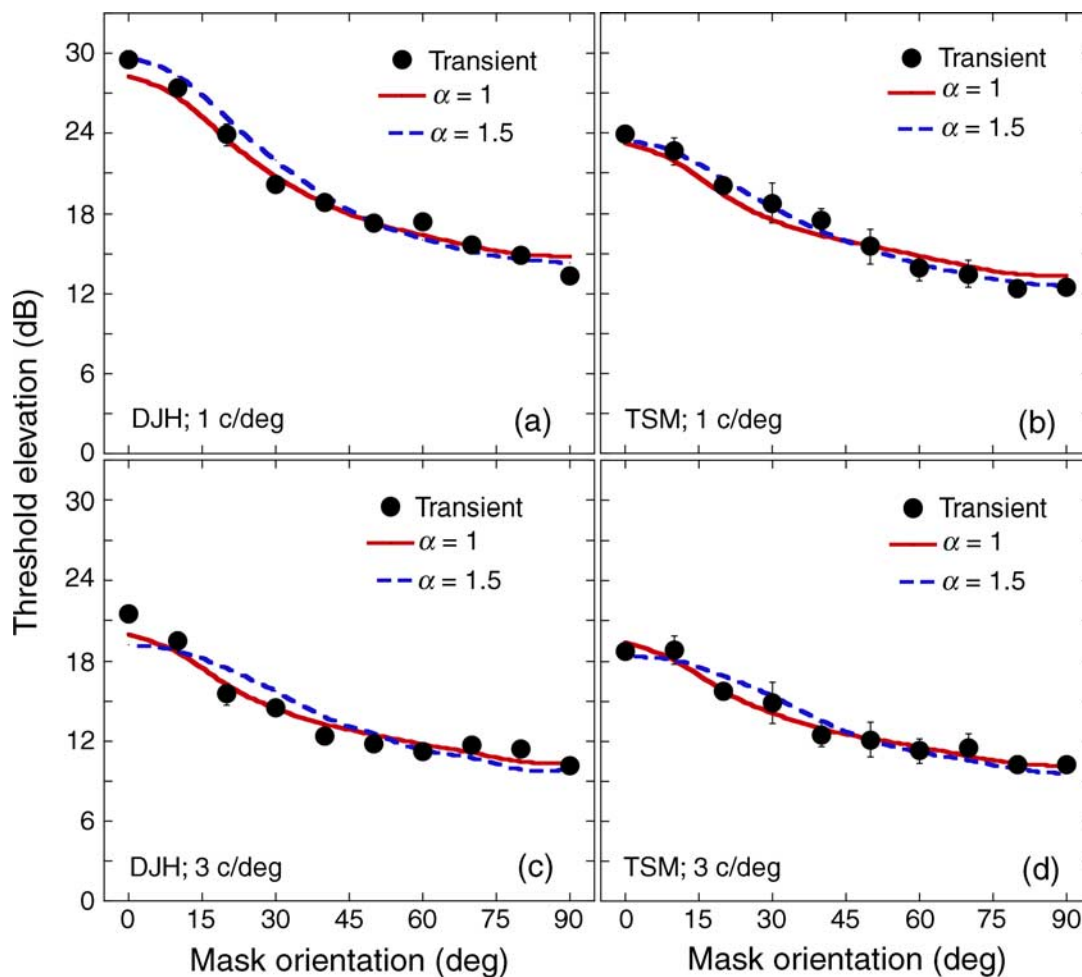 Threshold elevation (dB)
30
24
18
12
6
0
Transient
α = 1
α = 1.5
DJH; 1 c/deg
(a)
Transient
α = 1
α = 1.5
TSM; 1 c/deg
(b)
30
24
18
12
6
0
Transient
α = 1
α = 1.5
DJH; 3 c/deg
(c)
Transient
α = 1
α = 1.5
TSM; 3 c/deg
(d)
0 15 30 45 60 75 90
0 15 30 45 60 75 90
Mask orientation (deg)
Mask orientation (deg)